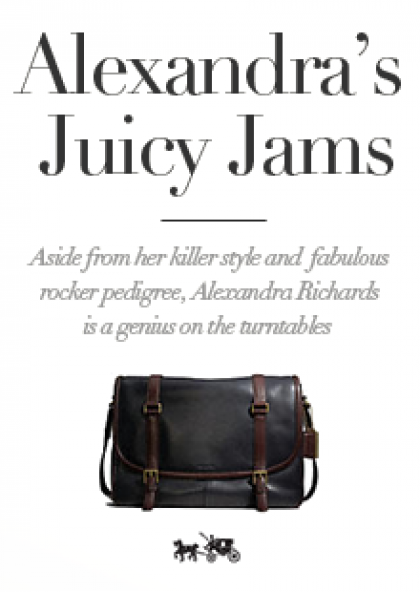 Alexandra's
Juicy Jams
Aside from her killer style and fabulous
rocker pedigree, Alexandra Richards
is a genius on the turntables